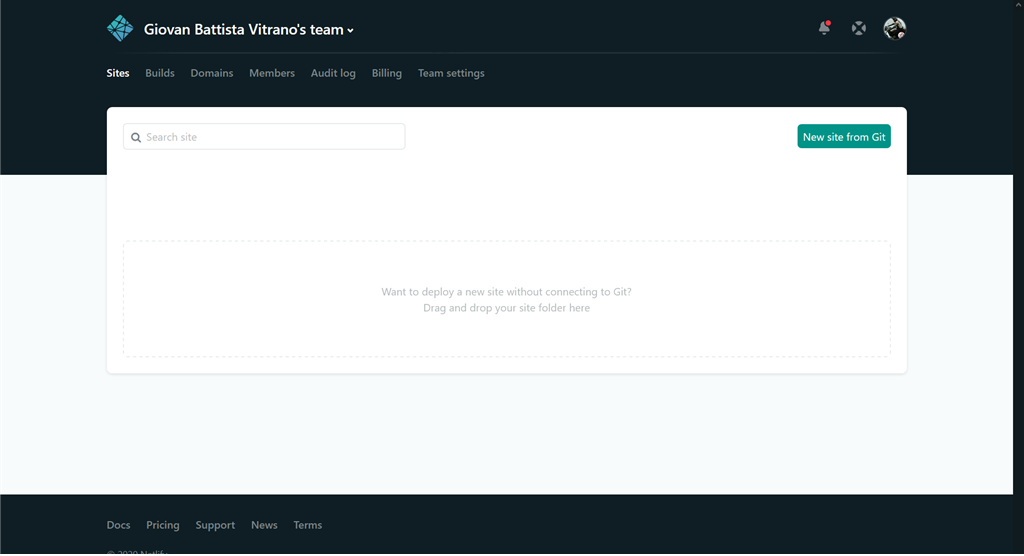 Giovan Battista Vitrano's team
Sites Builds Domains Members Audit log Billing Team settings
Search site
New site from Git
Want to deploy a new site without connecting to Git?
Drag and drop your site folder here
Docs Pricing Support News Terms
© 2020 Netlify